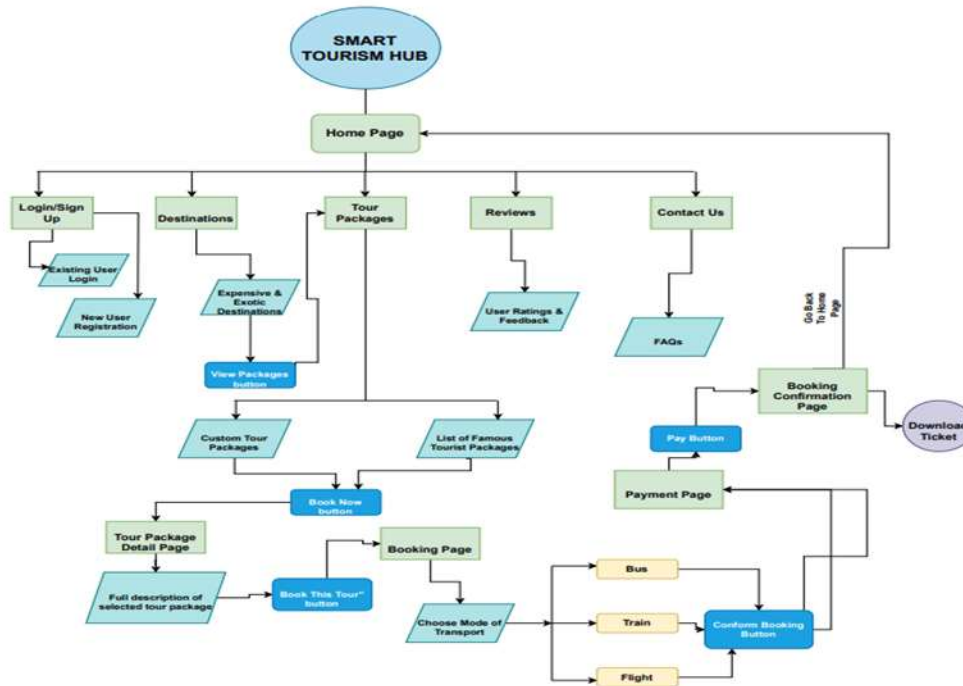 SMART
TOURISM HUB
Home Page
Login/Sign
Up
Destinations
Tour
Packages
Reviews
Contact Us
Existing User
Login
New User
Registration
Expensive &
Exotic
Destinations
User Ratings &
Feedback
FAQs
Go Back
To Home
Page
View Packages
button
Booking
Confirmation
Page
Download
Ticket
Custom Tour
Packages
List of Famous
Tourist Packages
Pay Button
Payment Page
Book Now
button
Tour Package
Detail Page
Booking Page
Full description of
selected tour package
Book This Tour"
button
Choose Mode of
Transport
Bus
Train
Flight
Conform Booking
Button